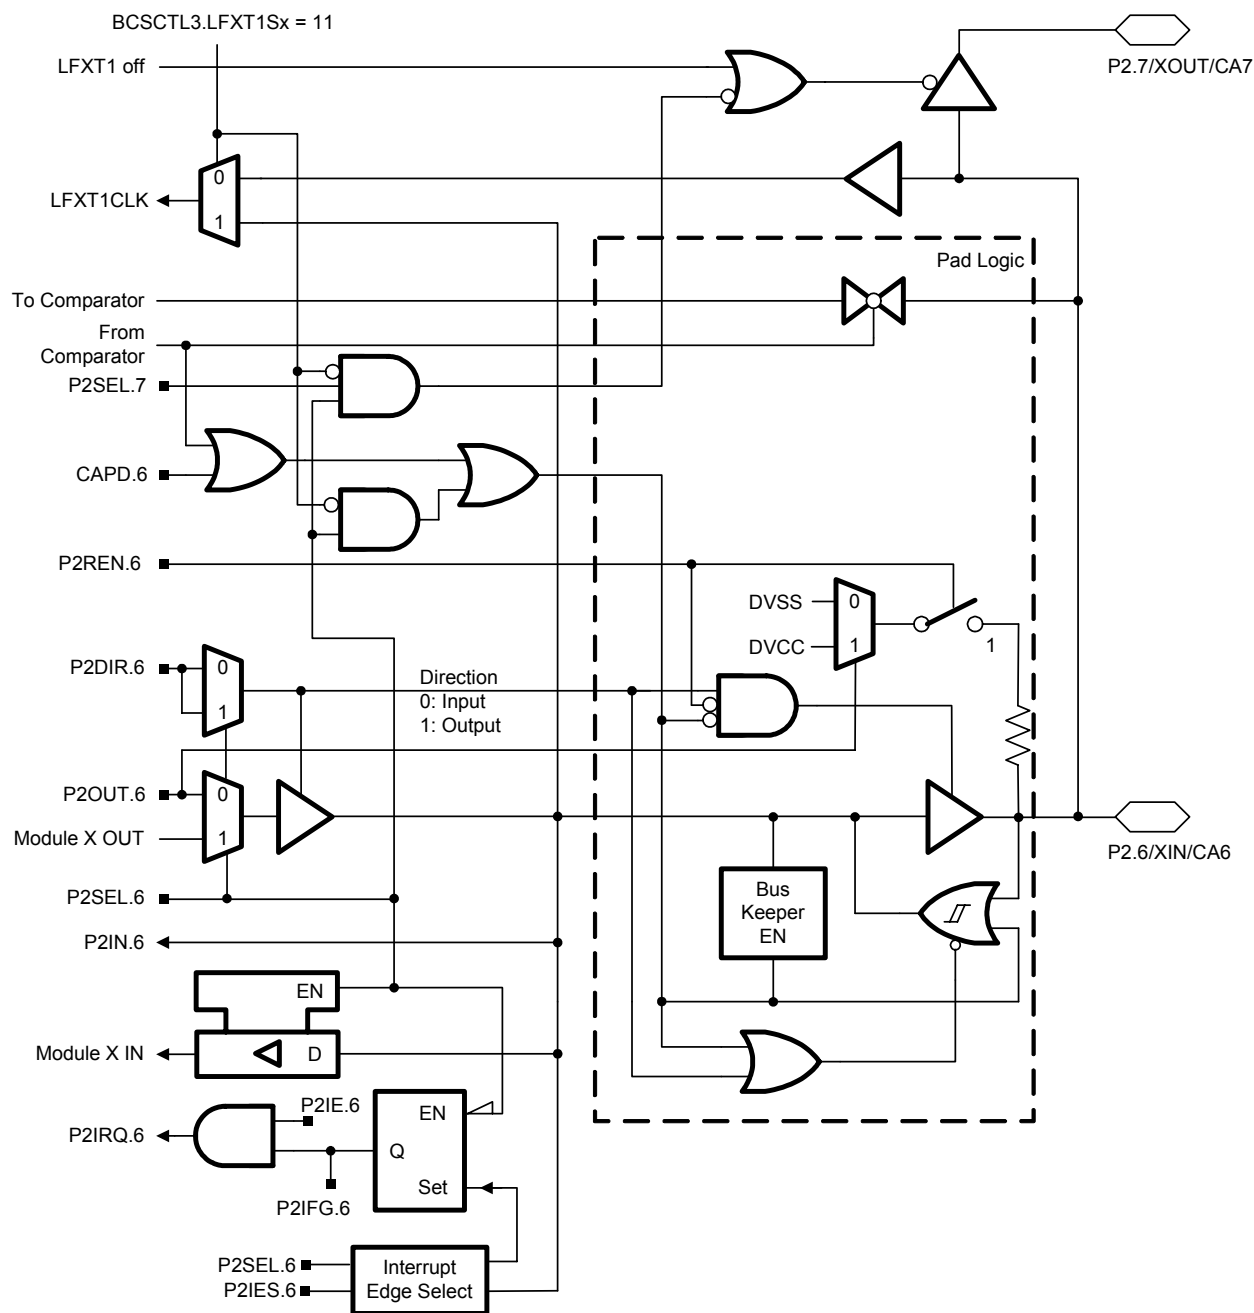 BCSCTL3.LFXT1Sx = 11
LFXT1 off
P2.7/XOUT/CA7
0
LFXT1CLK
1
Pad Logic
To Comparator
From
Comparator
P2SEL.7
CAPD.6
P2REN.6
DVSS
0
DVCC
1
1
P2DIR.6
0
1
Direction
0: Input
1: Output
P2OUT.6
0
Module X OUT
1
P2.6/XIN/CA6
P2SEL.6
Bus
Keeper
EN
P2IN.6
EN
Module X IN
D
P2IE.6
EN
P2IRQ.6
Q
Set
P2IFG.6
P2SEL.6
P2IES.6
Interrupt
Edge Select